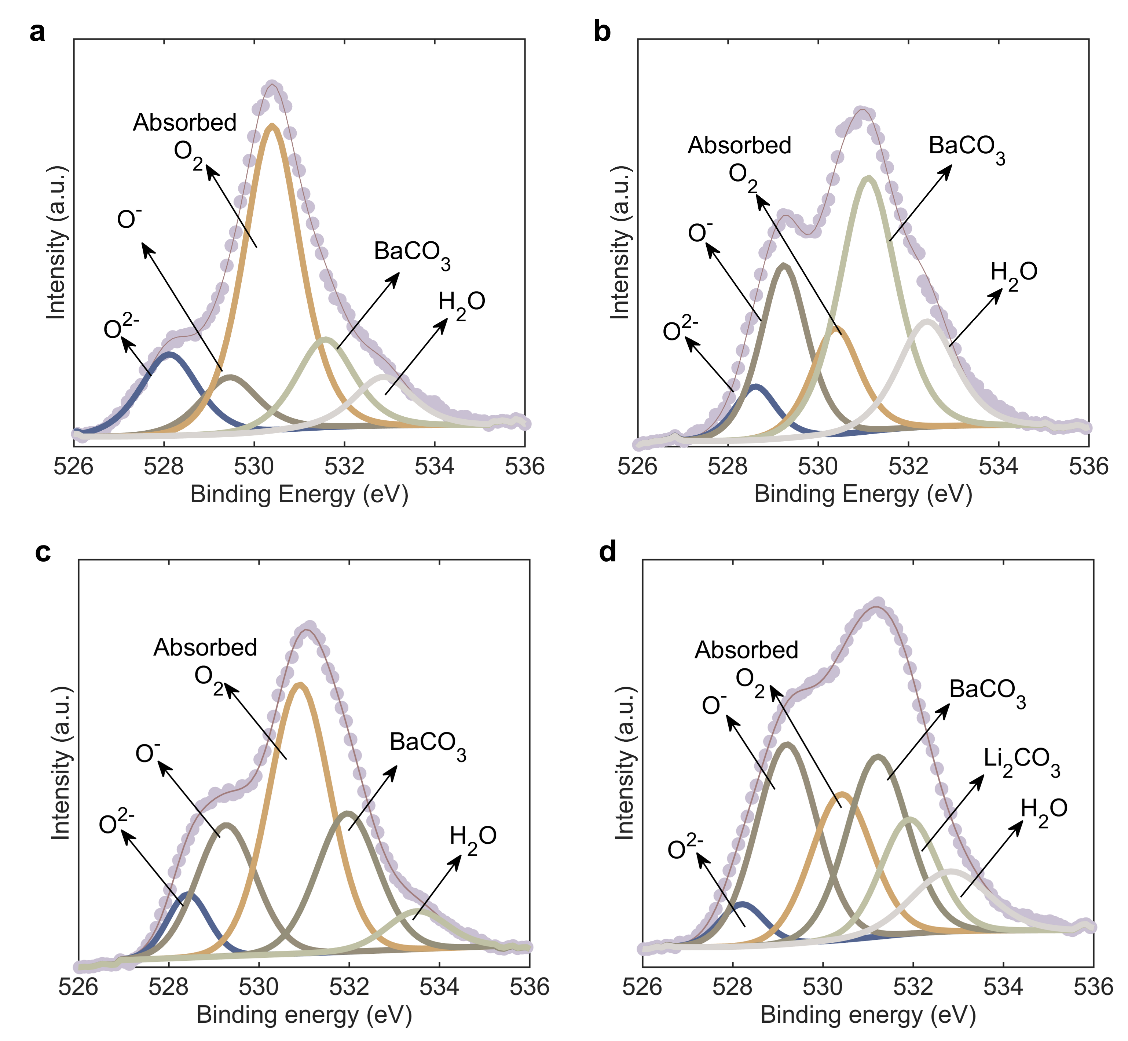 a
Absorbed
O2
O-
O2-
BaCO3
H2O
Intensity (a.u.)
526 528 530 532 534 536
Binding Energy (eV)
b
Absorbed
O2
BaCO3
O-
H2O
O2-
Intensity (a.u.)
526 528 530 532 534 536
Binding Energy (eV)
c
Absorbed
O2
O-
BaCO3
O2-
H2O
Intensity (a.u.)
526 528 530 532 534 536
Binding energy (eV)
d
Absorbed
O2
O-
BaCO3
Li2CO3
H2O
O2-
Intensity (a.u.)
526 528 530 532 534 536
Binding energy (eV)